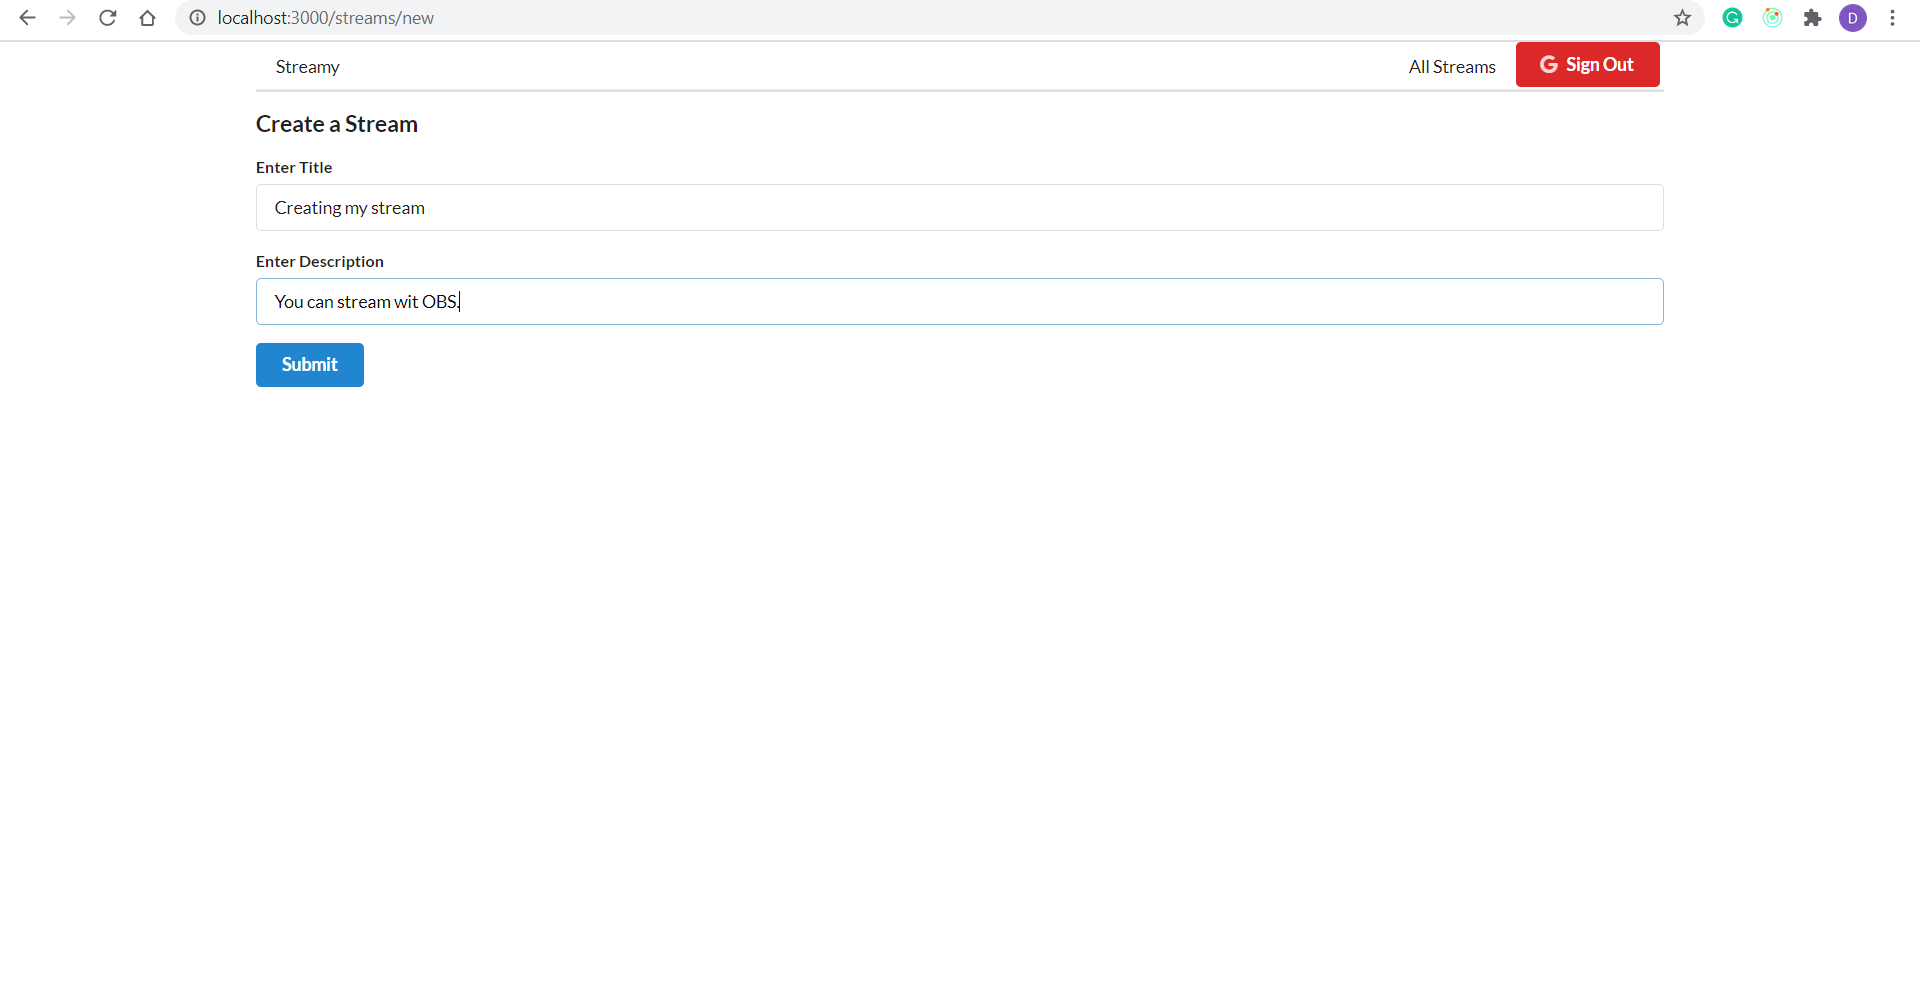 localhost:3000/streams/new
D
Streamy
All Streams
Sign Out
Create a Stream
Enter Title
Creating my stream
Enter Description
You can stream wit OBS.
Submit